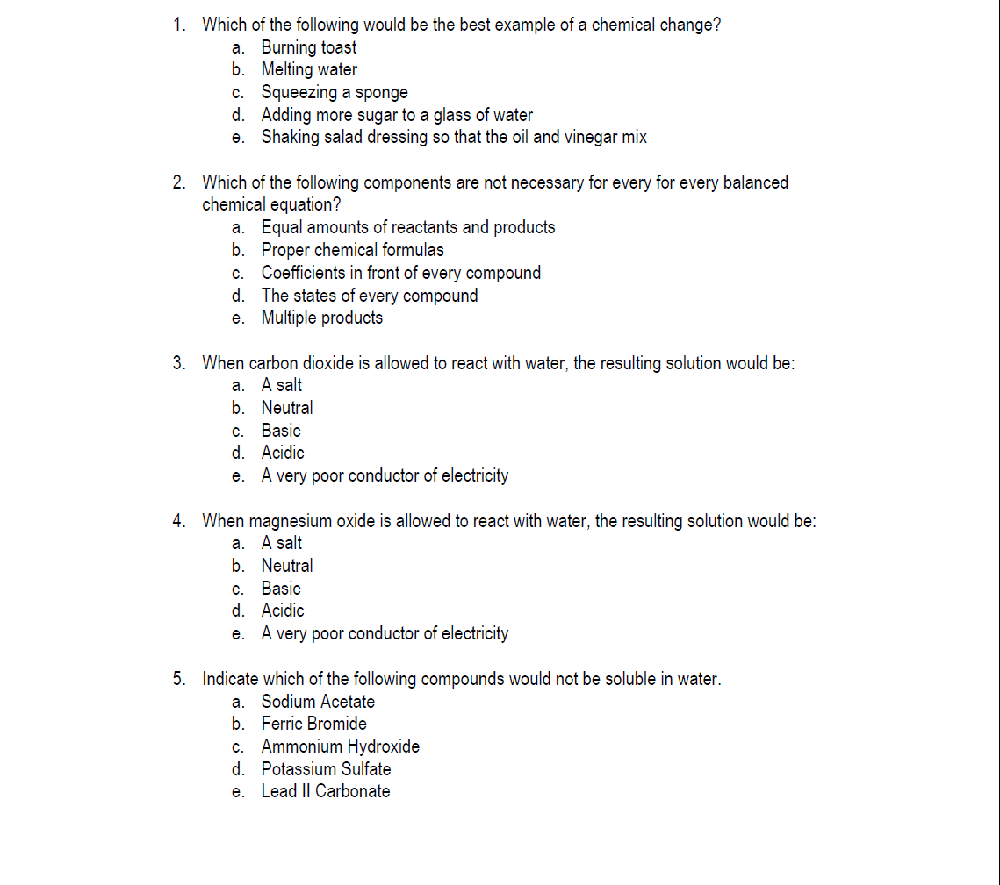 1. Which of the following would be the best example of a chemical change?
a. Burning toast
b. Melting water
c. Squeezing a sponge
d. Adding more sugar to a glass of water
e. Shaking salad dressing so that the oil and vinegar mix
2. Which of the following components are not necessary for every for every balanced
chemical equation?
a. Equal amounts of reactants and products
b. Proper chemical formulas
c. Coefficients in front of every compound
d. The states of every compound
e. Multiple products
3. When carbon dioxide is allowed to react with water, the resulting solution would be:
a. A salt
b. Neutral
c. Basic
d. Acidic
e. A very poor conductor of electricity
4. When magnesium oxide is allowed to react with water, the resulting solution would be:
a. A salt
b. Neutral
c. Basic
d. Acidic
e. A very poor conductor of electricity
5. Indicate which of the following compounds would not be soluble in water.
a. Sodium Acetate
b. Ferric Bromide
c. Ammonium Hydroxide
d. Potassium Sulfate
e. Lead II Carbonate